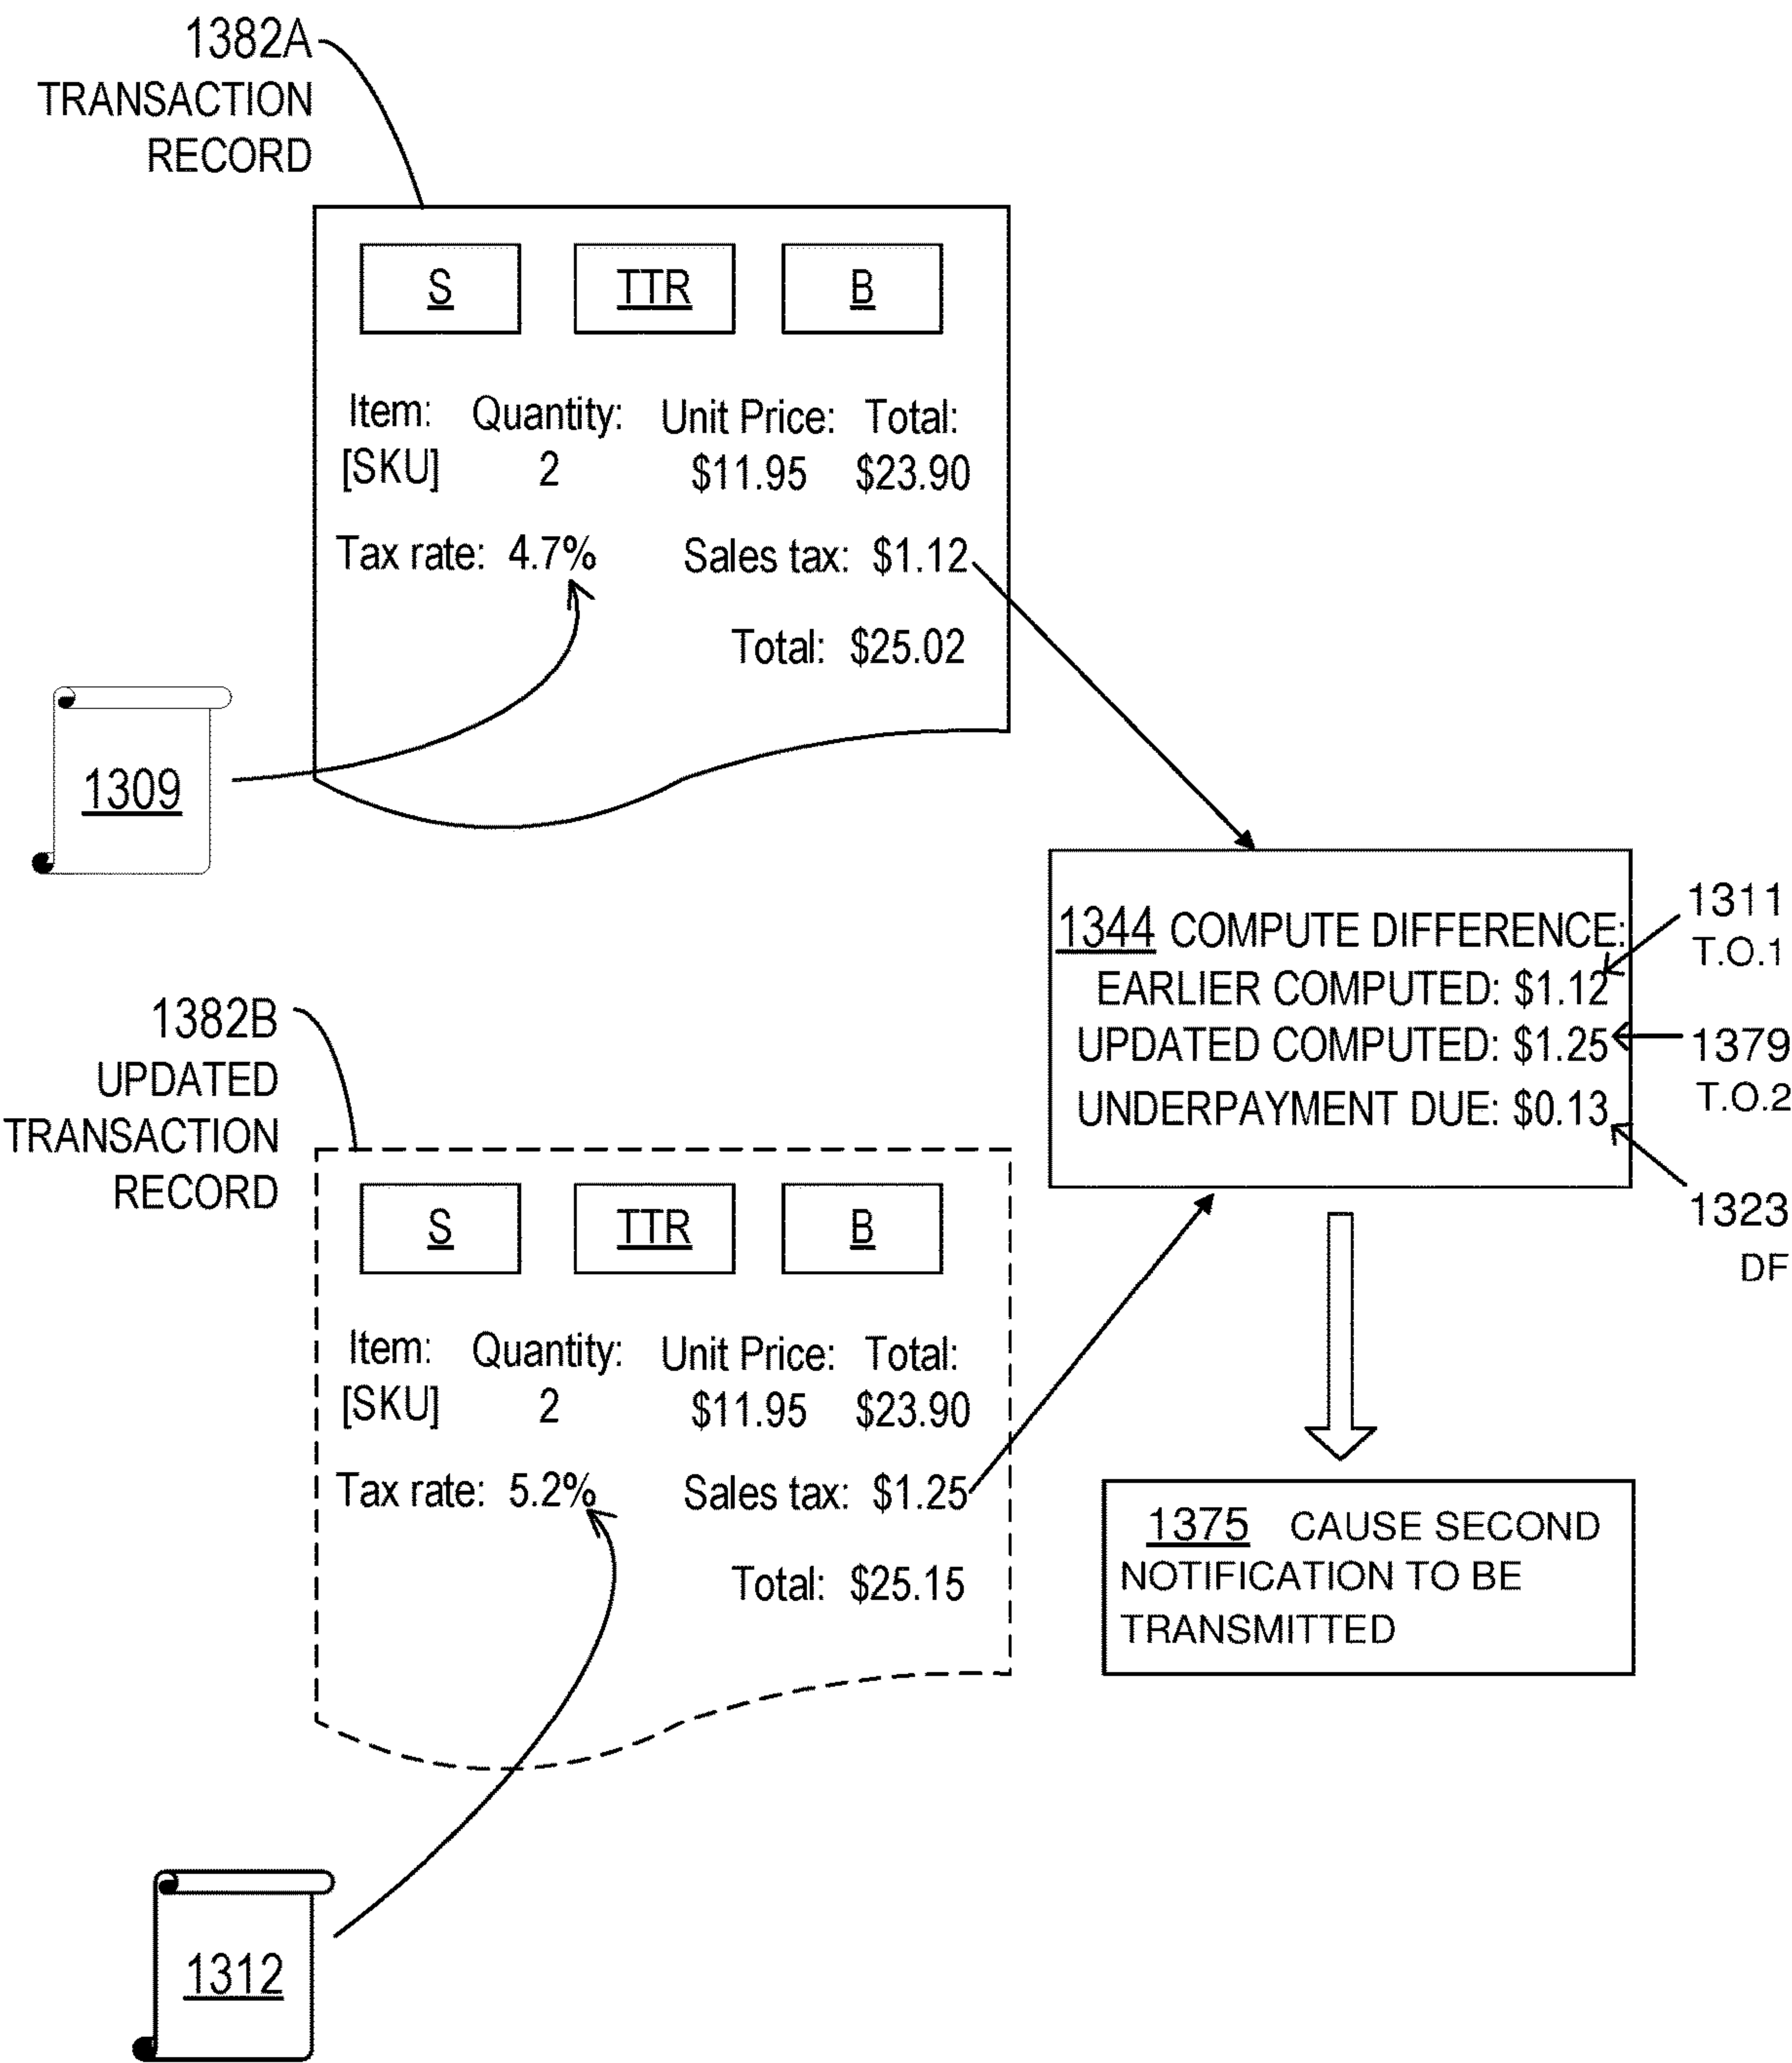 1382A
TRANSACTION
RECORD
S TTR B
Item: Quantity: Unit Price: Total:
[SKU] 2 $11.95 $23.90
Tax rate: 4.7% Sales tax: $1.12
Total: $25.02
1309
1344 COMPUTE DIFFERENCE:
EARLIER COMPUTED: $1.12
UPDATED COMPUTED: $1.25
UNDERPAYMENT DUE: $0.13
1311
T.O.1
1379
T.O.2
1323
DF
1382B
UPDATED
TRANSACTION
RECORD
S TTR B
Item: Quantity: Unit Price: Total:
[SKU] 2 $11.95 $23.90
Tax rate: 5.2% Sales tax: $1.25
Total: $25.15
1375 CAUSE SECOND
NOTIFICATION TO BE
TRANSMITTED
1312